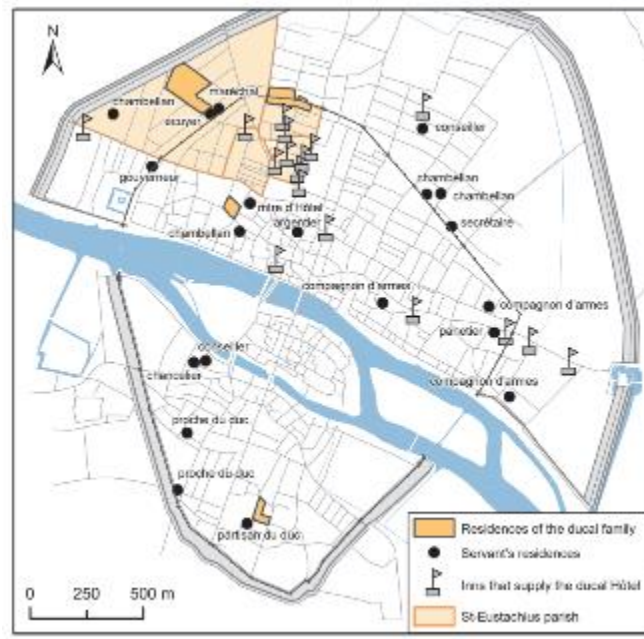 N
maréchal
chambellan
écuyer
conseiller
gouverneur
chambellan
chambellan
mtre d'Hôtel
argentier
secrétaire
chambellan
compagnon d'armes
compagnon d'armes
panetier
conseiller
chancelier
compagnon d'armes
proche du duc
proche du duc
partisan du duc
Residences of the ducal family
Servant's residences
Inns that supply the ducal Hôtel
St-Eustachius parish
0 250 500 m